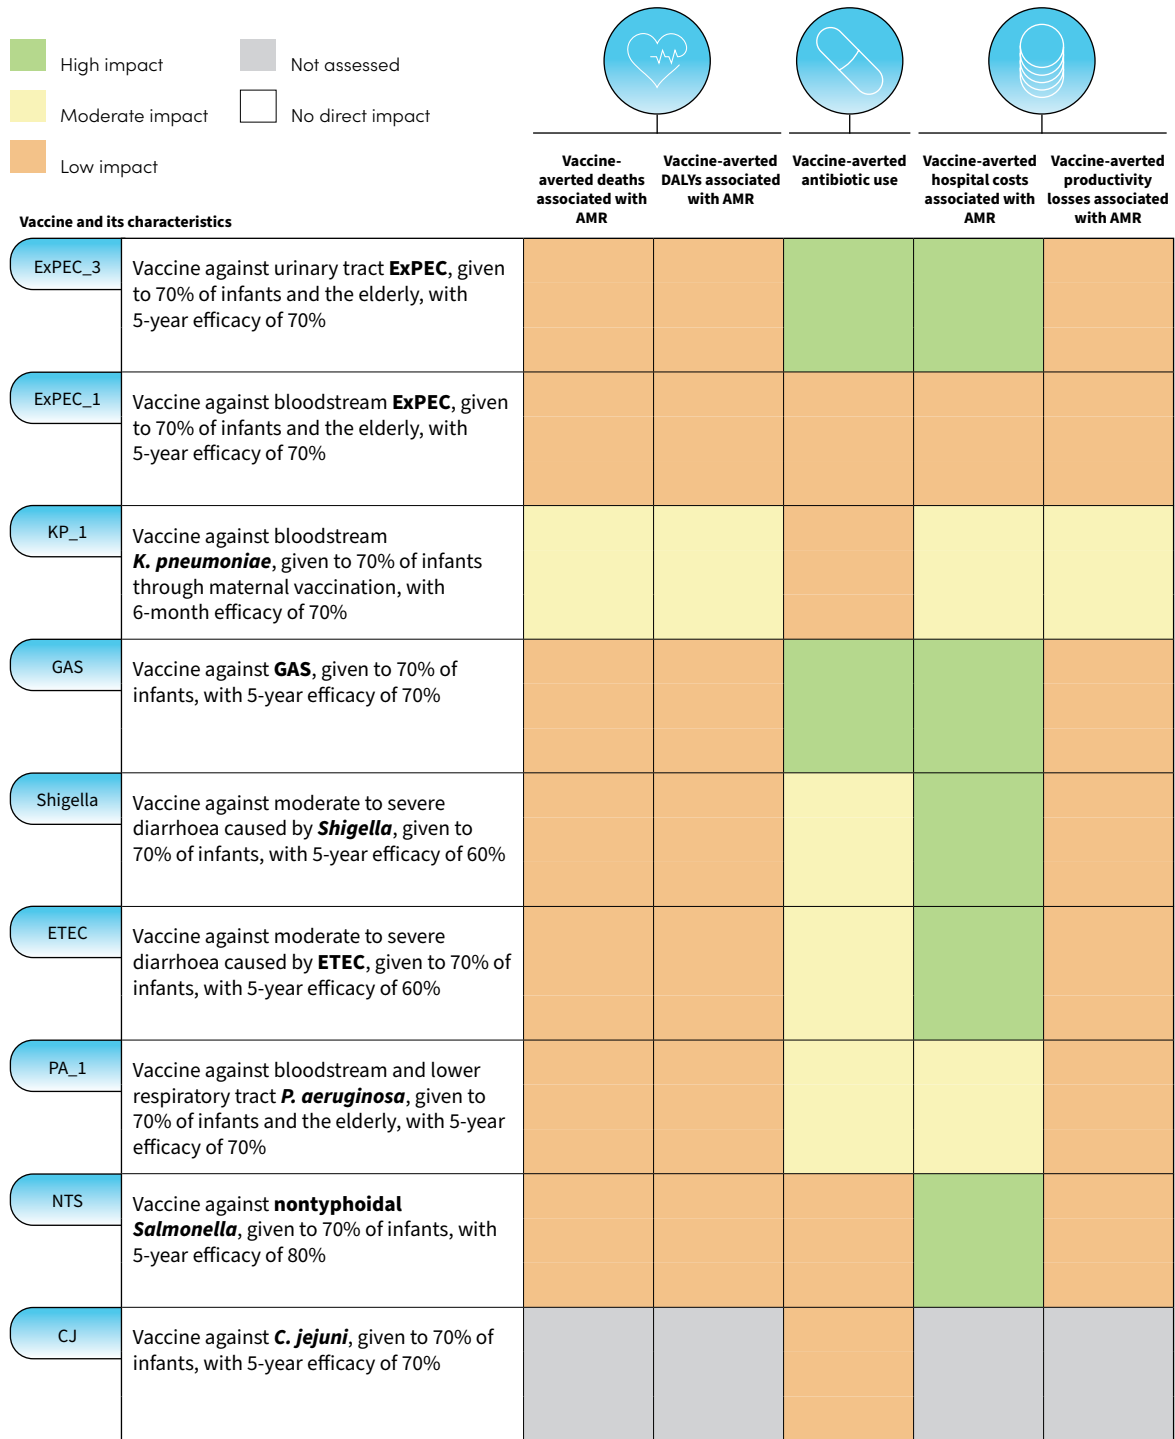 High impact
Not assessed
Moderate impact
No direct impact
Low impact
Vaccine-
averted deaths
associated with
AMR
Vaccine-averted
DALYs associated
with AMR
Vaccine-averted
antibiotic use
Vaccine-averted
hospital costs
associated with
AMR
Vaccine-averted
productivity
losses associated
with AMR
Vaccine and its characteristics
ExPEC_3
Vaccine against urinary tract ExPEC, given
to 70% of infants and the elderly, with
5-year efficacy of 70%
ExPEC_1
Vaccine against bloodstream ExPEC, given
to 70% of infants and the elderly, with
5-year efficacy of 70%
KP_1
Vaccine against bloodstream
K. pneumoniae, given to 70% of infants
through maternal vaccination, with
6-month efficacy of 70%
GAS
Vaccine against GAS, given to 70% of
infants, with 5-year efficacy of 70%
Shigella
Vaccine against moderate to severe
diarrhoea caused by Shigella, given to
70% of infants, with 5-year efficacy of 60%
ETEC
Vaccine against moderate to severe
diarrhoea caused by ETEC, given to 70% of
infants, with 5-year efficacy of 60%
PA_1
Vaccine against bloodstream and lower
respiratory tract P. aeruginosa, given to
70% of infants and the elderly, with 5-year
efficacy of 70%
NTS
Vaccine against nontyphoidal
Salmonella, given to 70% of infants, with
5-year efficacy of 80%
CJ
Vaccine against C. jejuni, given to 70% of
infants, with 5-year efficacy of 70%